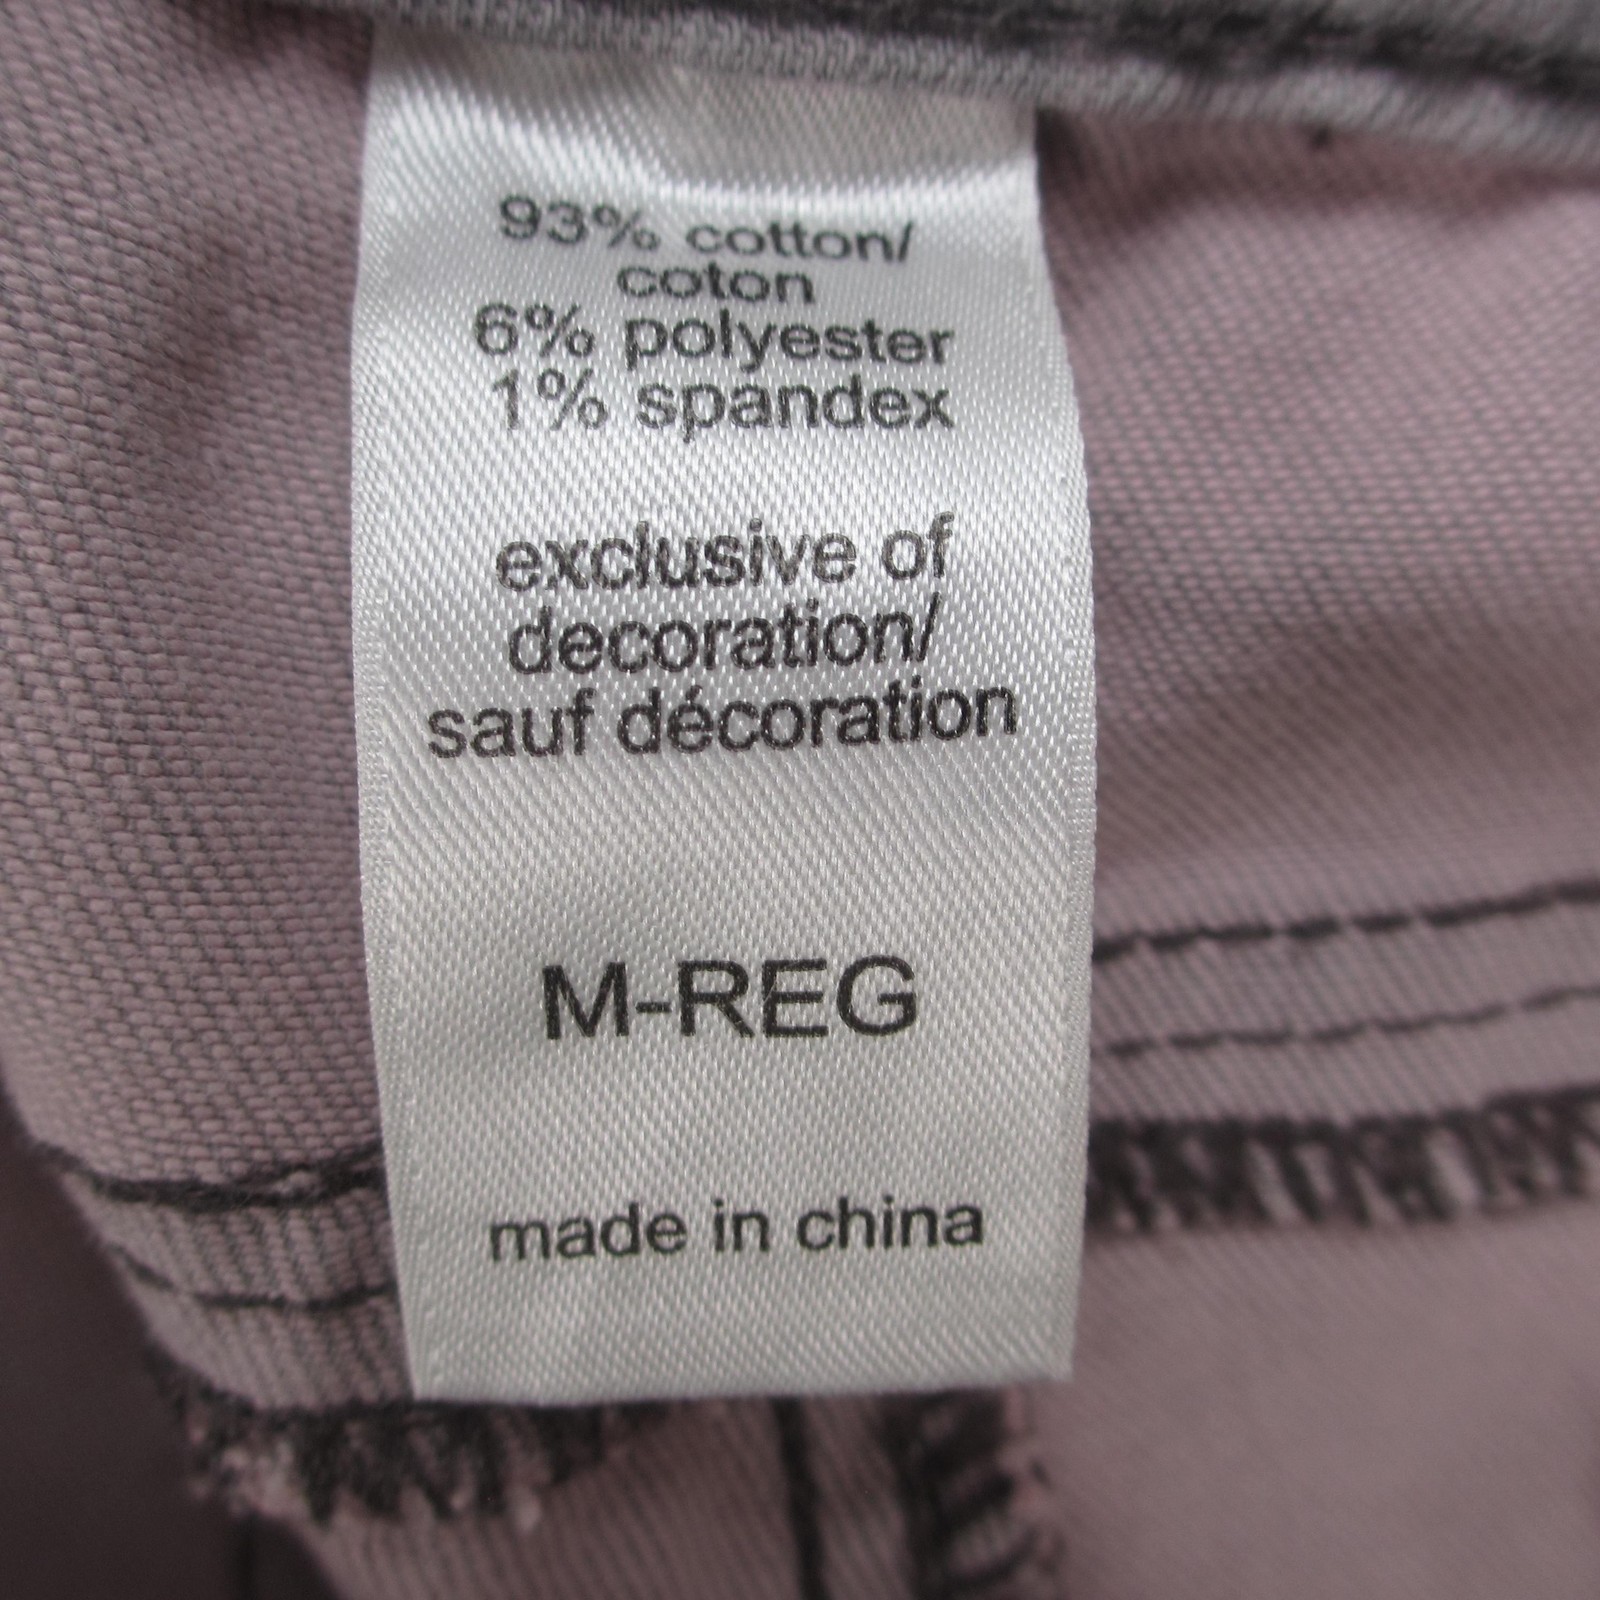 93% cotton/
coton
6% polyester
1% spandex
exclusive of
decoration/
sauf décoration
M-REG
made in china